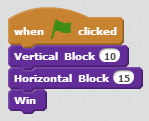 when clicked
Vertical Block 10
Horizontal Block 15
Win